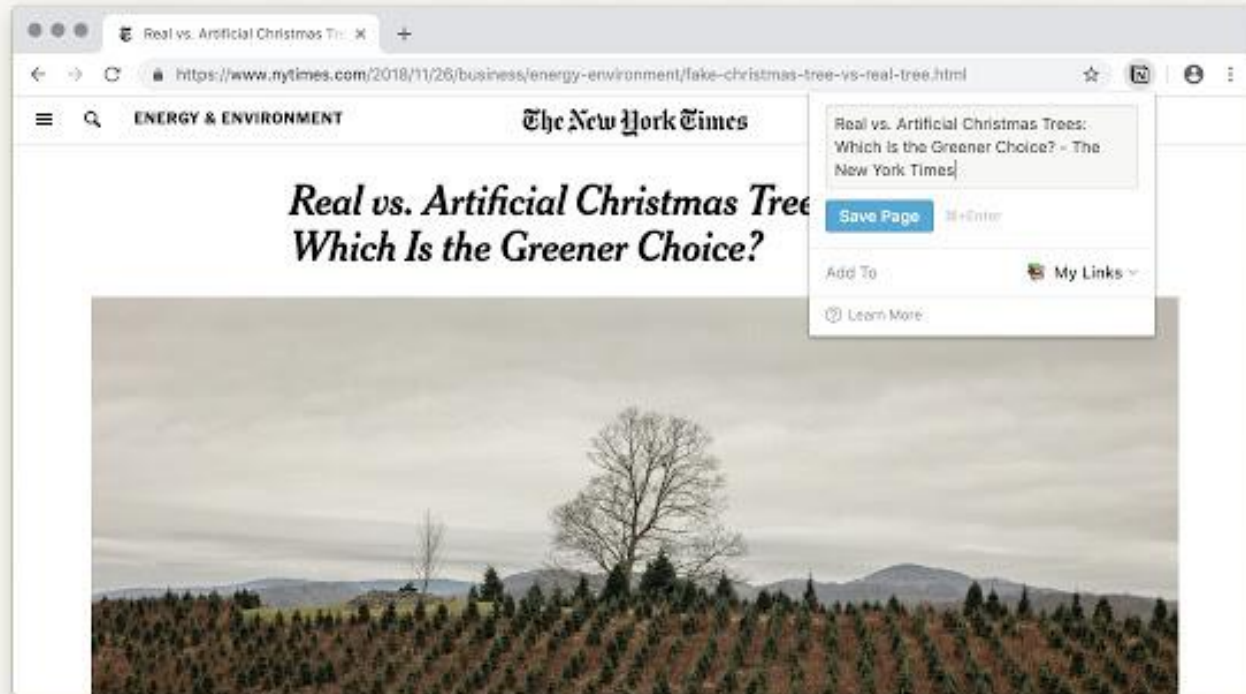 Real vs. Artificial Christmas Tr
https://www.nytimes.com/2018/11/26/business/energy-environment/fake-christmas-tree-vs-real-tree.html
ENERGY & ENVIRONMENT
The New York Times
Real vs. Artificial Christmas Tree
Which Is the Greener Choice?
Real vs. Artificial Christmas Trees:
Which Is the Greener Choice? - The
New York Times
Save Page ⌘+Enter
Add To My Links
Learn More